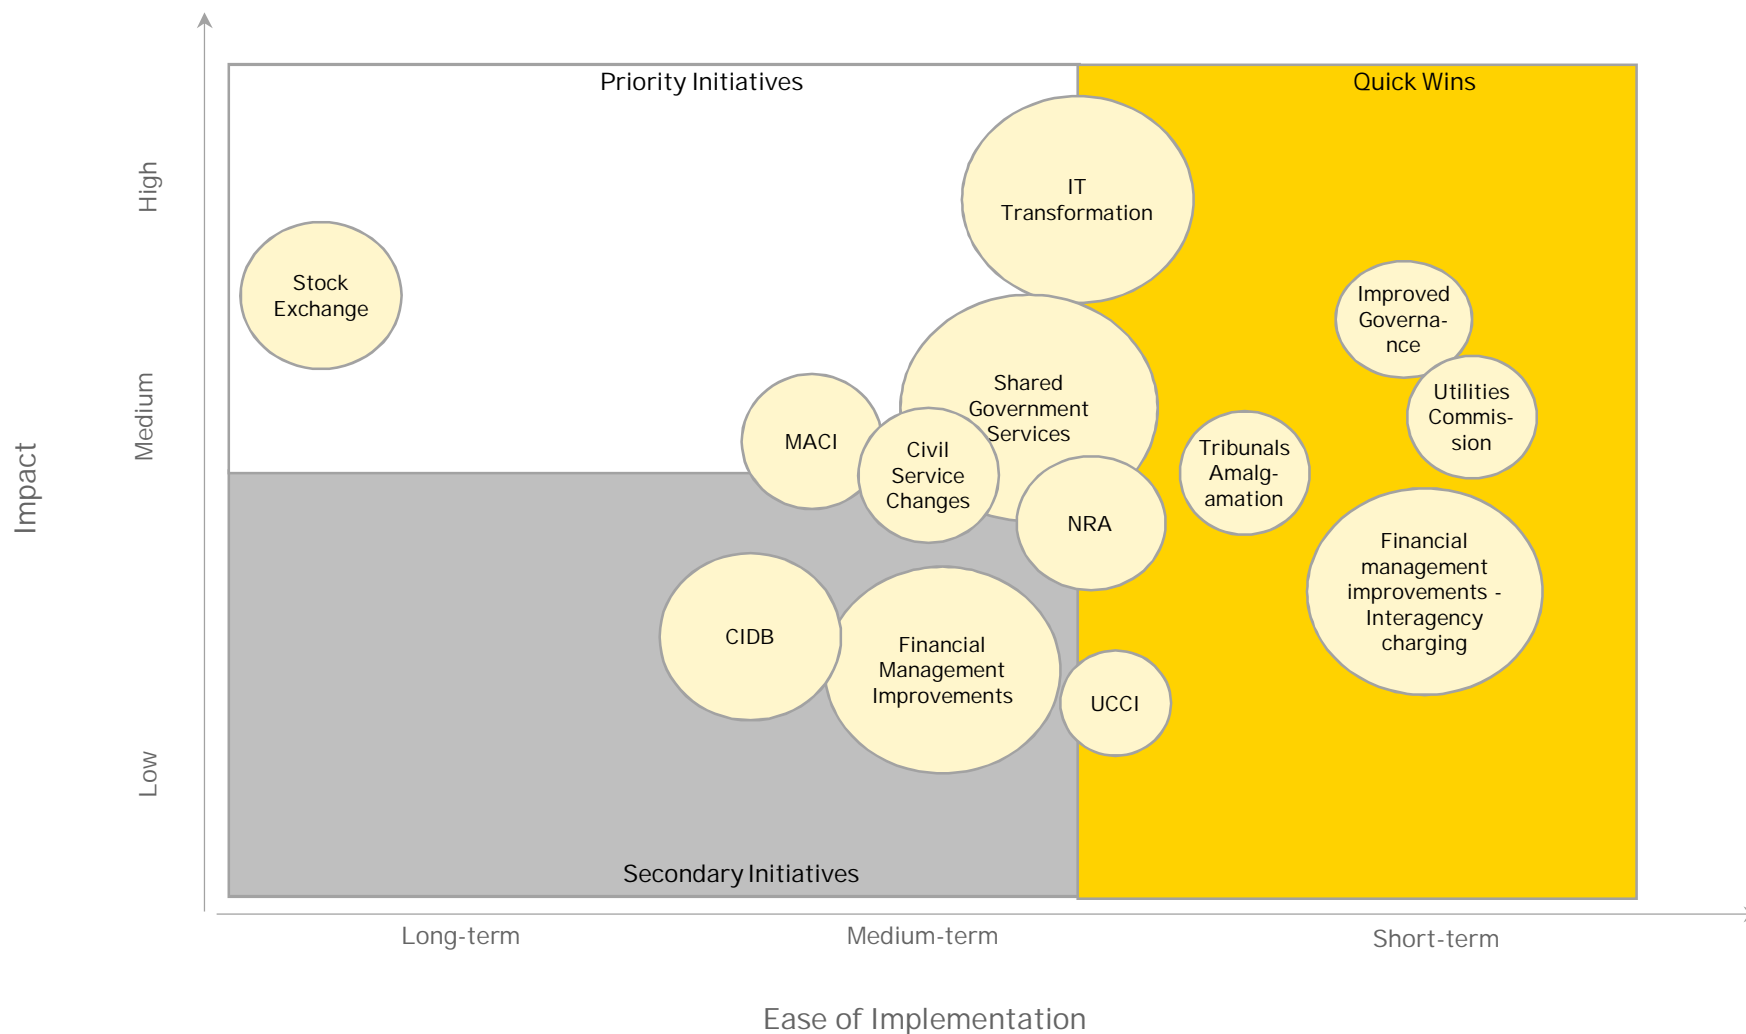 Priority Initiatives
Quick Wins
High
IT
Transformation
Stock
Exchange
Improved
Governa-
nce
Medium
Shared
Government
Services
Utilities
Commis-
sion
MACI
Civil
Service
Changes
Tribunals
Amalg-
amation
Impact
NRA
Financial
management
improvements -
Interagency
charging
CIDB
Financial
Management
Improvements
UCCI
Low
Secondary Initiatives
Long-term
Medium-term
Short-term
Ease of Implementation